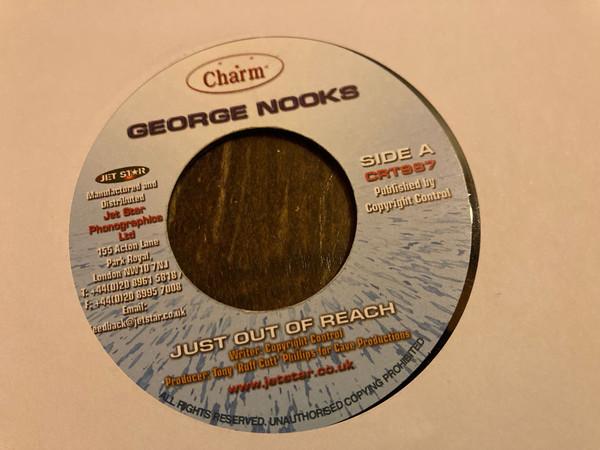 Charm
GEORGE NOOKS
SIDE A
CRT987
Published by
Copyright Control
JET STAR
Manufactured and
Distributed
Jet Star
Phonographics
Ltd
155 Acton Lane
Park Royal,
London NW10 7NJ
T: +44(0)20 8961 5818
F: +44(0)20 8995 7008
Email:
eedback@jetstar.co.uk
JUST OUT OF REACH
Writer: Copyright Control
Producer: Tony 'Ruff Cutt' Phillips for Cave Productions
www.jetstar.co.uk
ALL RIGHTS RESERVED. UNAUTHORISED COPYING PROHIBITED